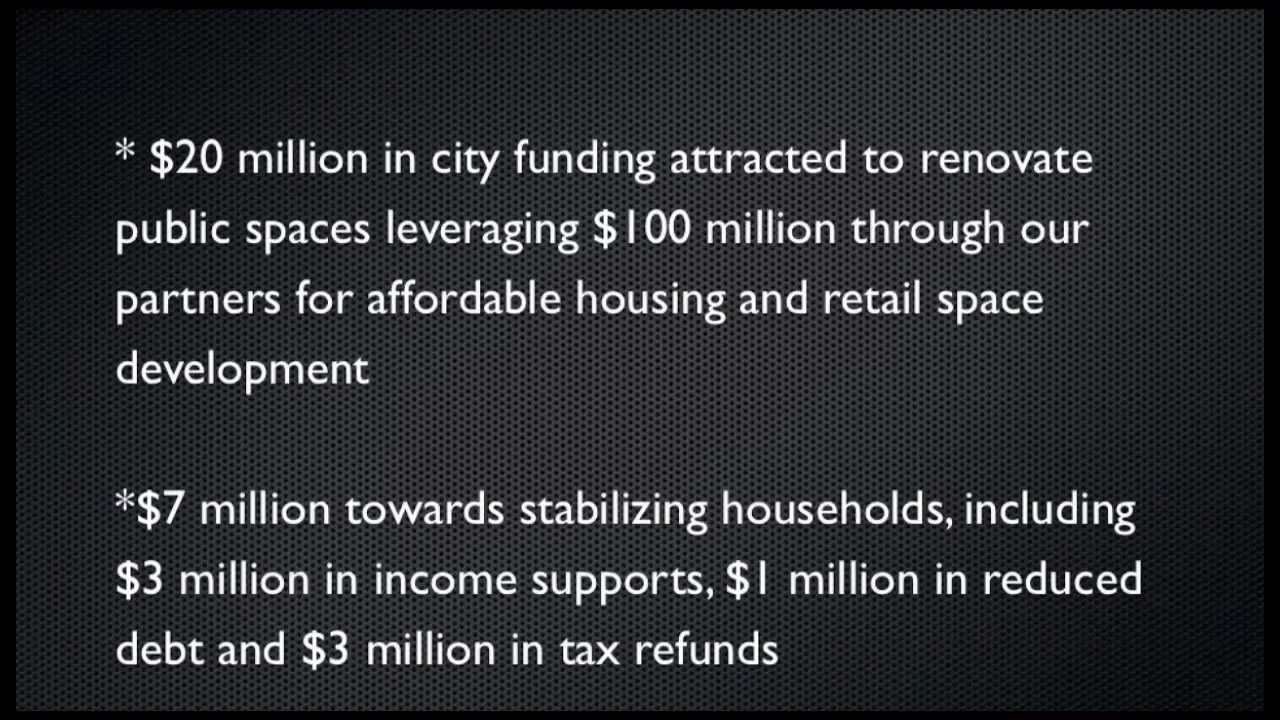 * $20 million in city funding attracted to renovate
public spaces leveraging $100 million through our
partners for affordable housing and retail space
development
*$7 million towards stabilizing households, including
$3 million in income supports, $1 million in reduced
debt and $3 million in tax refunds